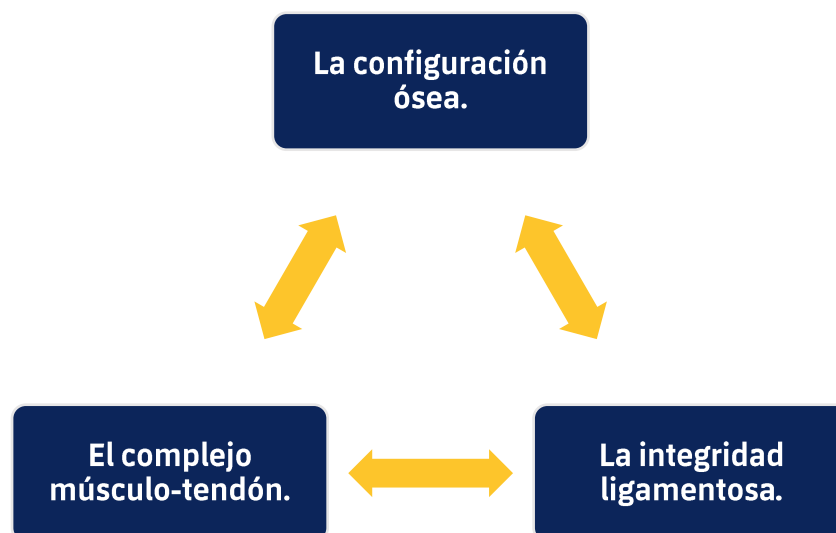 La configuración
ósea.
El complejo
músculo-tendón.
La integridad
ligamentosa.